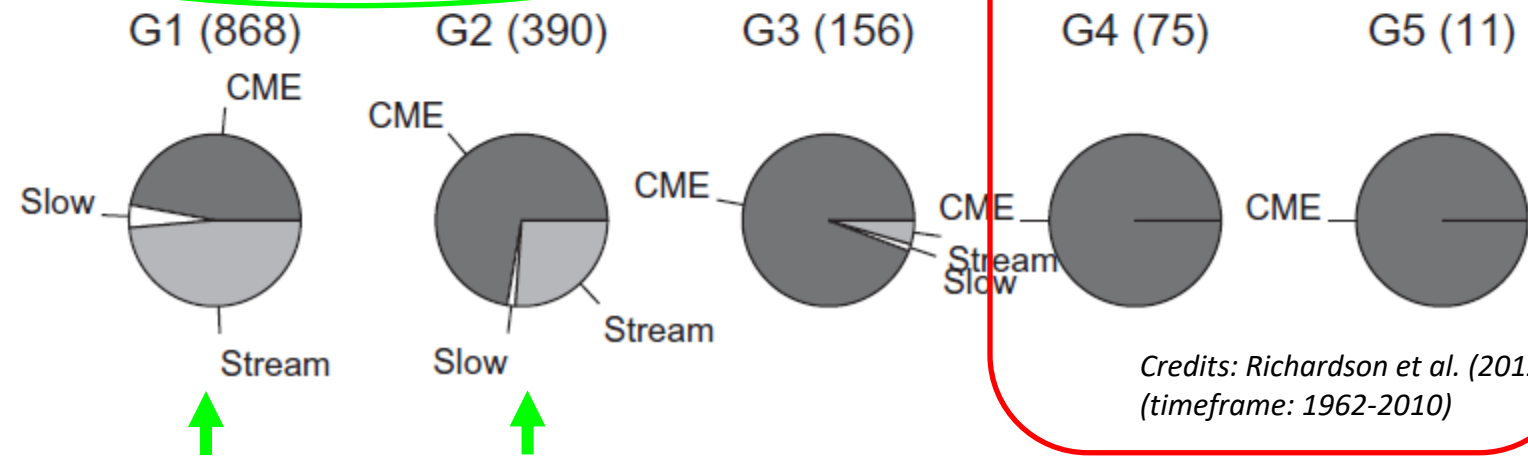 G1 (868)
G2 (390)
G3 (156)
G4 (75)
G5 (11)
CME
Slow
Stream
CME
Slow
Stream
CME
Stream
Slow
CME
CME
Credits: Richardson et al.
(timeframe: 1962-2010)